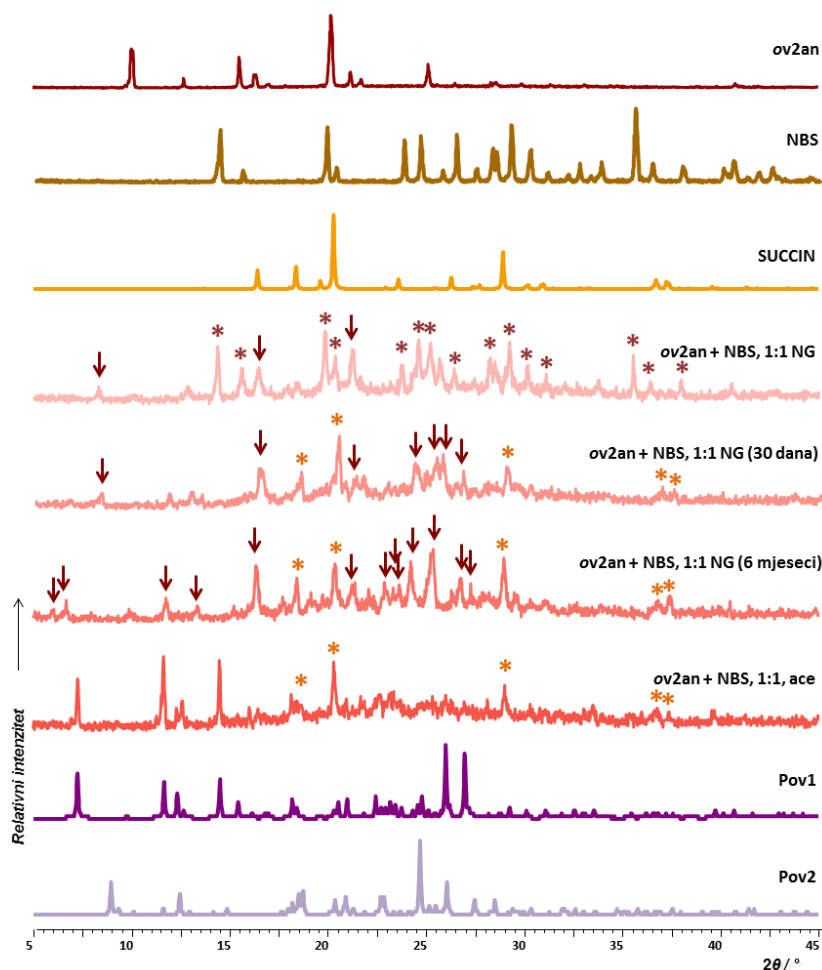 ov2an
NBS
SUCCIN
* * * * * * * * * * * * * * *
ov2an + NBS, 1:1 NG
* * * * *
ov2an + NBS, 1:1 NG (30 dana)
* * * * *
ov2an + NBS, 1:1 NG (6 mjeseci)
* * * * *
ov2an + NBS, 1:1, ace
Pov1
Pov2
Relativni intenzitet
5 10 15 20 25 30 35 40 45
2θ / °